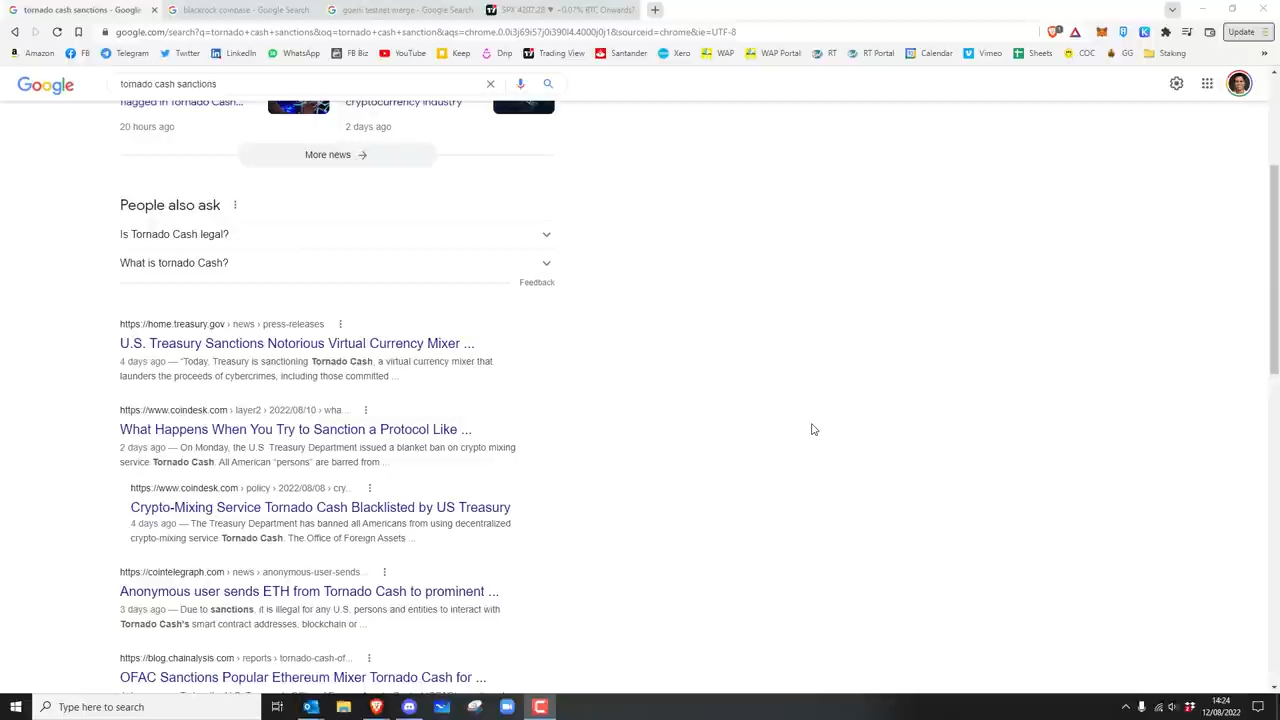 tornado cash sanctions - Google
blackrock coinbase - Google Search
goerli testnet merge - Google Search
SPX 4207.28 ▼ −0.07% BTC Onwards?
google.com/search?q=tornado+cash+sanctions&oq=tornado+cash+sanction&aqs=chrome.0.0i3j69i57j0i390l4.4000j0j1&sourceid=chrome&ie=UTF-8
Update
Amazon
FB
Telegram
WhatsApp
FB Biz
YouTube
Keep
Drip
Trading View
Santander
Xero
WAP
WAP Portal
RT
RT Portal
Calendar
Vimeo
Sheets
COC
GG
Staking
Google
tornado cash sanctions
flagged in Tornado Cash...
cryptocurrency industry
20 hours ago
2 days ago
More news
People also ask
Is Tornado Cash legal?
What is tornado Cash?
Feedback
https://home.treasury.gov › news › press-releases
U.S. Treasury Sanctions Notorious Virtual Currency Mixer ...
4 days ago — “Today, Treasury is sanctioning Tornado Cash, a virtual currency mixer that
launders the proceeds of cybercrimes, including those committed ...
https://www.coindesk.com › layer2 › 2022/08/10 › wha...
What Happens When You Try to Sanction a Protocol Like ...
2 days ago — On Monday, the U.S. Treasury Department issued a blanket ban on crypto mixing
service Tornado Cash. All American “persons” are barred from ...
https://www.coindesk.com › policy › 2022/08/08 › cry...
Crypto-Mixing Service Tornado Cash Blacklisted by US Treasury
4 days ago — The Treasury Department has banned all Americans from using decentralized
crypto-mixing service Tornado Cash. The Office of Foreign Assets ...
https://cointelegraph.com › news › anonymous-user-sends...
Anonymous user sends ETH from Tornado Cash to prominent ...
3 days ago — Due to sanctions, it is illegal for any U.S. persons and entities to interact with
Tornado Cash's smart contract addresses, blockchain or ...
https://blog.chainalysis.com › reports › tornado-cash-of...
OFAC Sanctions Popular Ethereum Mixer Tornado Cash for ...
Type here to search
14:24
12/08/2022